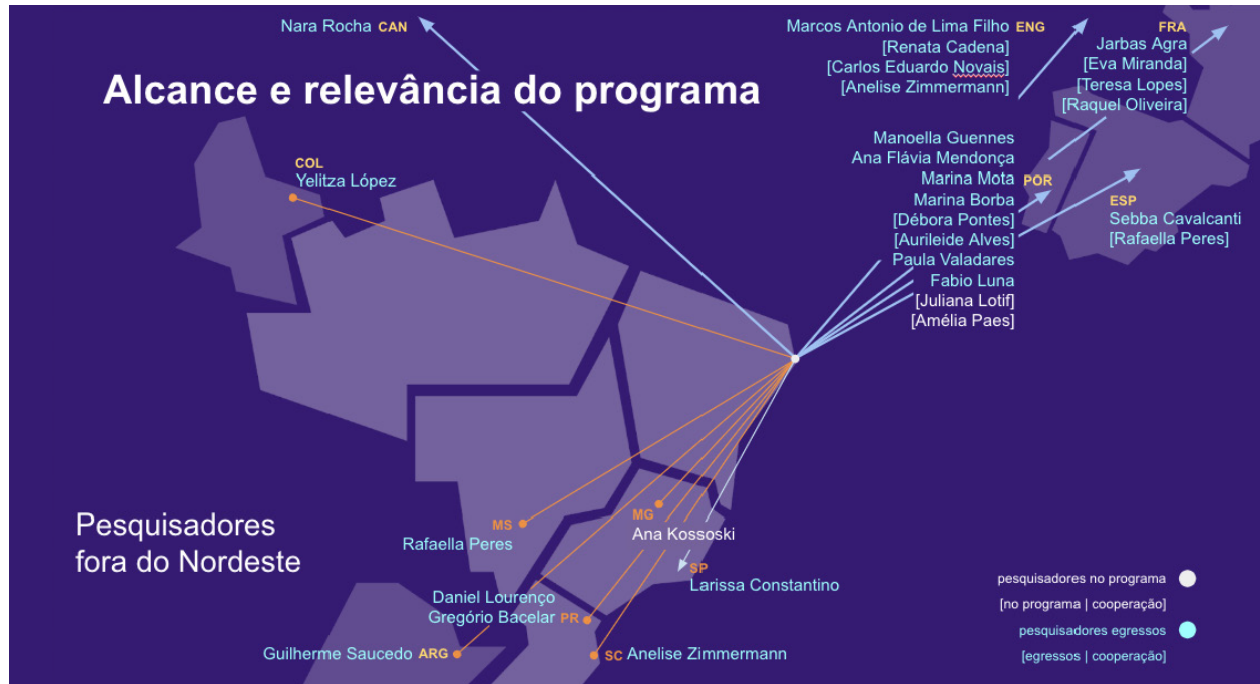 Nara Rocha CAN
Marcos Antonio de Lima Filho ENG
[Renata Cadena]
[Carlos Eduardo Novais]
[Anelise Zimmermann]
FRA
Jarbas Agra
[Eva Miranda]
[Teresa Lopes]
[Raquel Oliveira]
Alcance e relevância do programa
COL
Yelitza López
Manoella Guennes
Ana Flávia Mendonça
Marina Mota POR
Marina Borba
[Débora Pontes]
[Aurileide Alves]
Paula Valadares
Fabio Luna
[Juliana Lotif]
[Amélia Paes]
ESP
Sebba Cavalcanti
[Rafaella Peres]
Pesquisadores
fora do Nordeste
MS
Rafaella Peres
MG
Ana Kossoski
SP
Larissa Constantino
Daniel Lourenço
Gregório Bacelar PR
Guilherme Saucedo ARG
SC Anelise Zimmermann
pesquisadores no programa
[no programa | cooperação]
pesquisadores egressos
[egressos | cooperação]